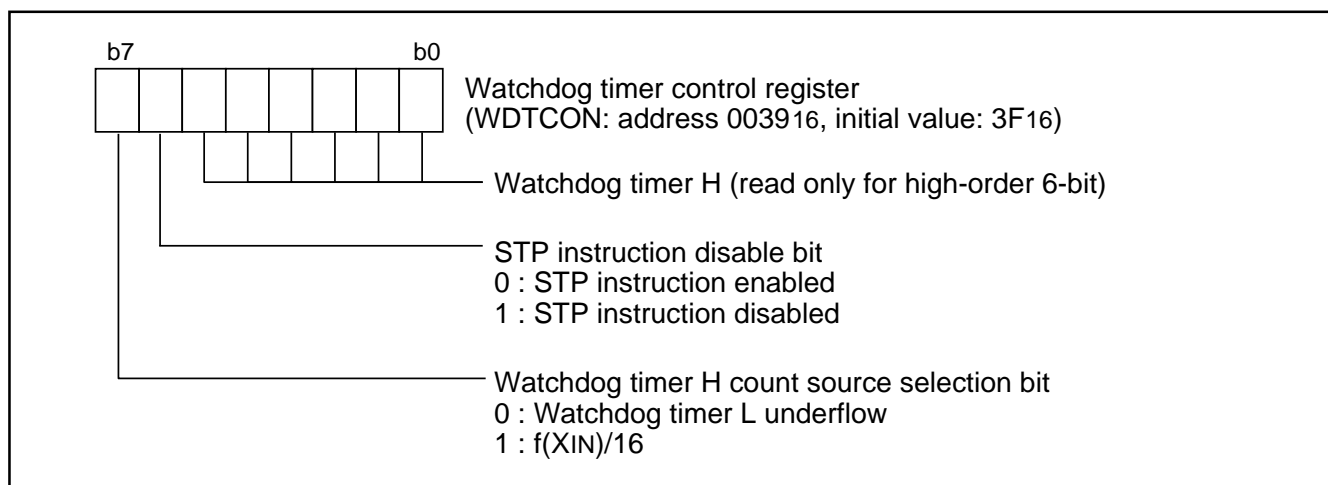 b7 b0
Watchdog timer control register
(WDTCON: address 003916, initial value: 3F16)
Watchdog timer H (read only for high-order 6-bit)
STP instruction disable bit
0 : STP instruction enabled
1 : STP instruction disabled
Watchdog timer H count source selection bit
0 : Watchdog timer L underflow
1 : f(XIN)/16